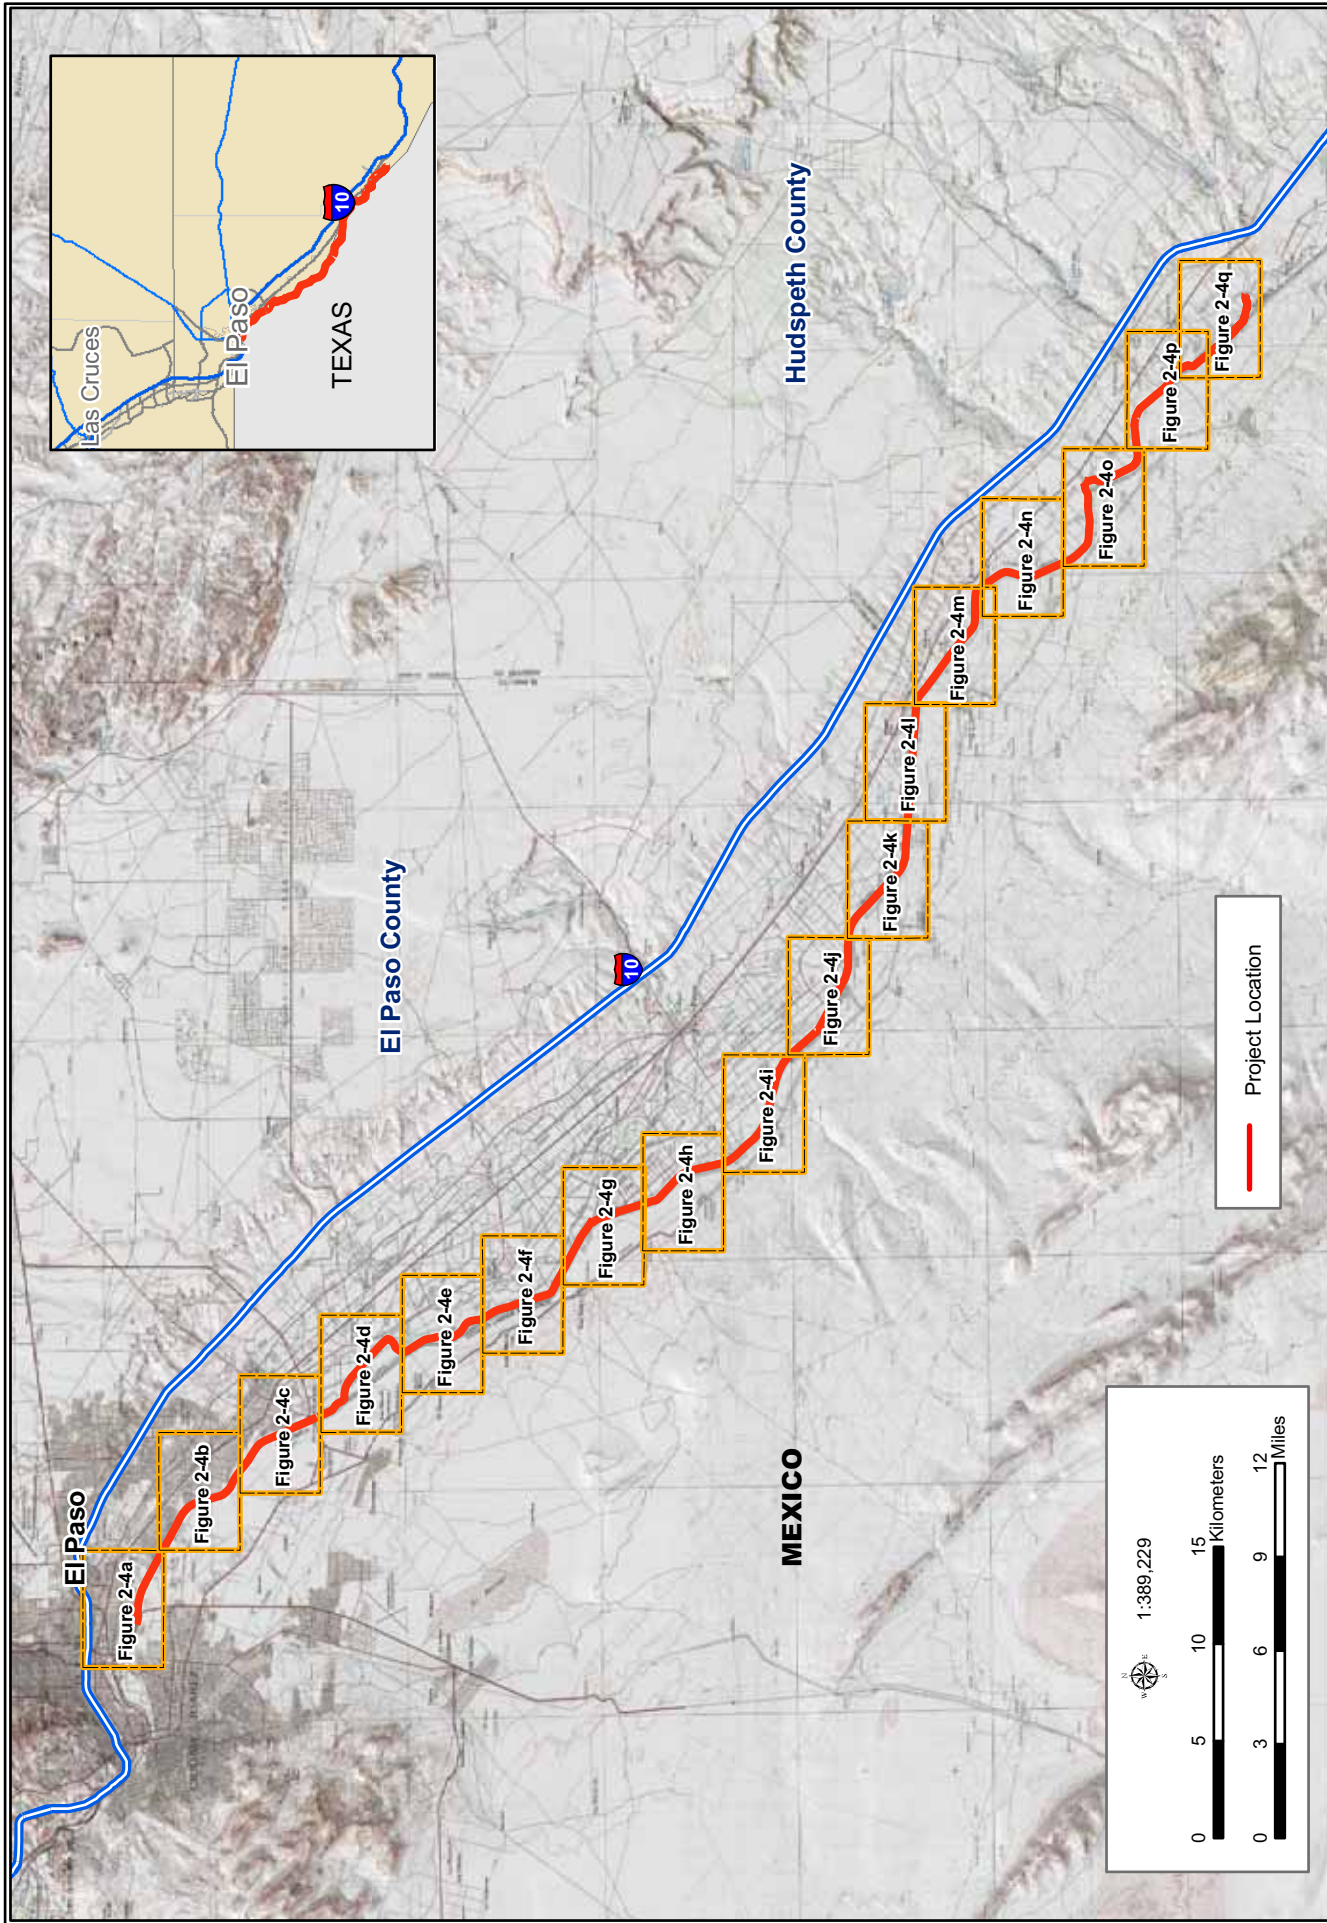 Las Cruces
El Paso
TEXAS
10
El Paso
El Paso County
Hudspeth County
10
MEXICO
Figure 2-4a
Figure 2-4b
Figure 2-4c
Figure 2-4d
Figure 2-4e
Figure 2-4f
Figure 2-4g
Figure 2-4h
Figure 2-4i
Figure 2-4j
Figure 2-4k
Figure 2-4l
Figure 2-4m
Figure 2-4n
Figure 2-4o
Figure 2-4p
Figure 2-4q
Project Location
N
W E
S
1:389,229
0 5 10 15
Kilometers
0 3 6 9 12
Miles